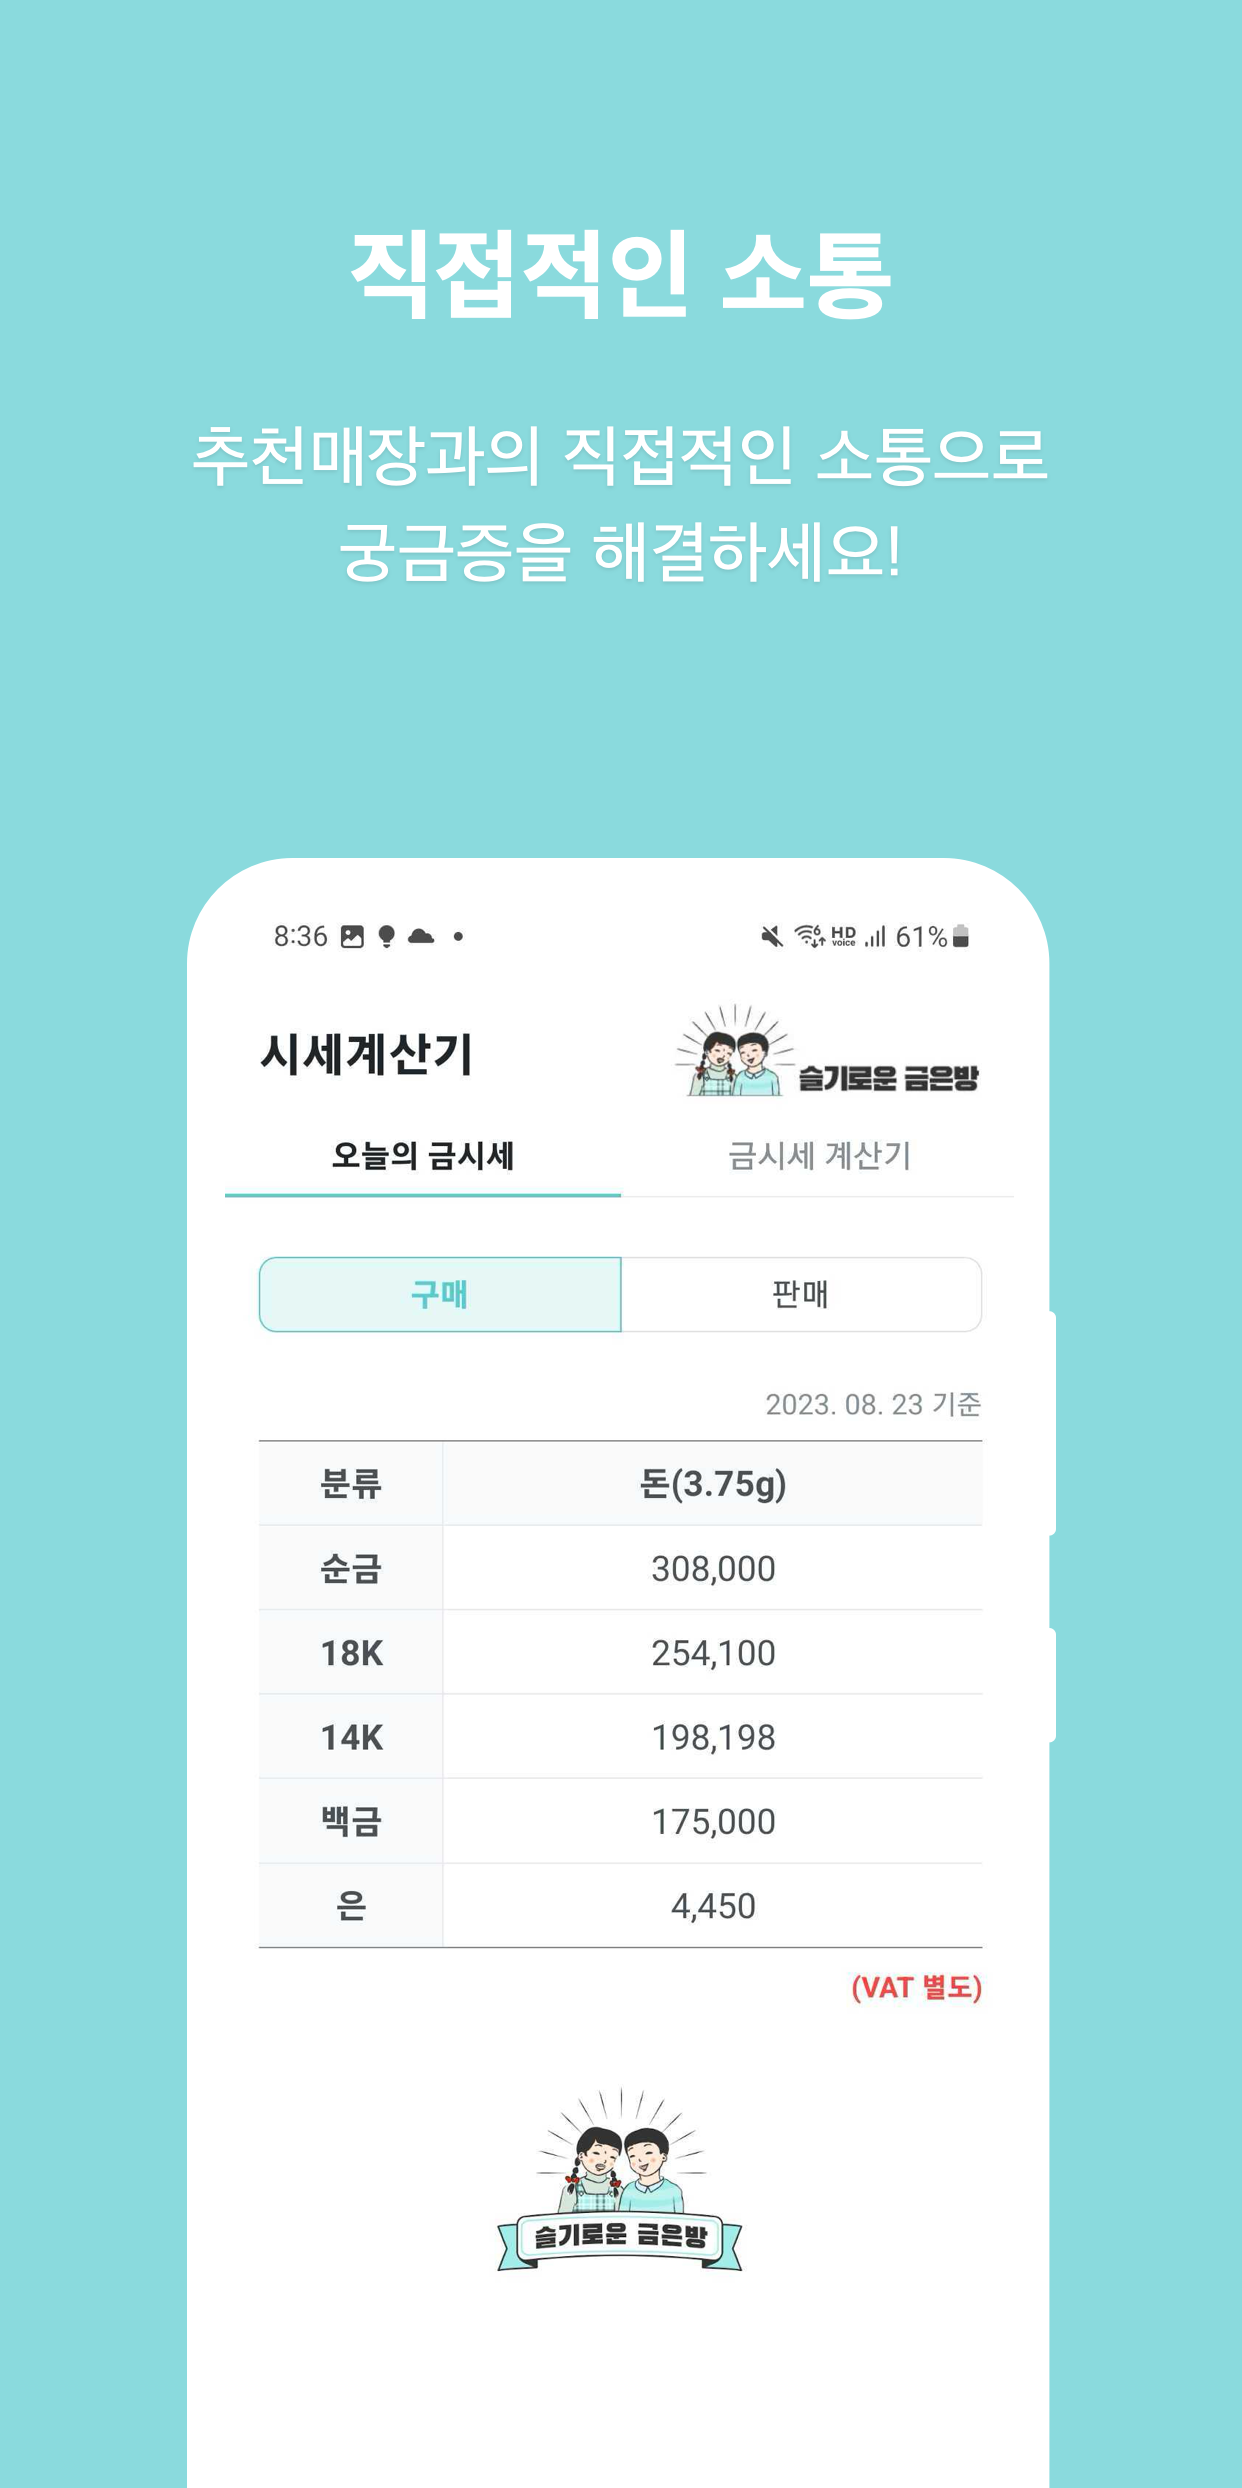 직접적인 소통
추천매장과의 직접적인 소통으로
궁금증을 해결하세요!
8:36
6 HD voice 61%
시세계산기
슬기로운 금은방
오늘의 금시세 금시세 계산기
구매 판매
2023. 08. 23 기준
분류 돈(3.75g)
순금 308,000
18K 254,100
14K 198,198
백금 175,000
은 4,450
(VAT 별도)
슬기로운 금은방